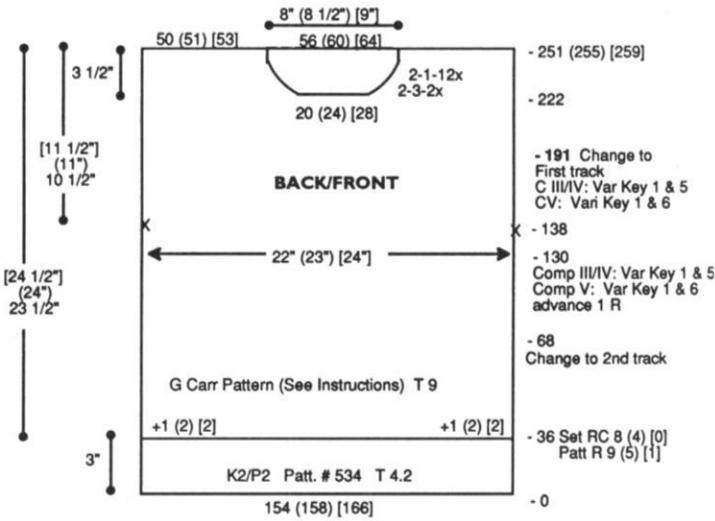 8" (8 1/2") [9"]
50 (51) [53]
56 (60) [64]
- 251 (255) [259]
3 1/2"
2-1-12x
2-3-2x
- 222
20 (24) [28]
[11 1/2"]
(11")
10 1/2"
BACK/FRONT
- 191 Change to
First track
C III/IV: Var Key 1 & 5
CV: Vari Key 1 & 6
X
X - 138
22" (23") [24"]
- 130
Comp III/IV: Var Key 1 & 5
Comp V: Var Key 1 & 6
advance 1 R
[24 1/2"]
(24")
23 1/2"
- 68
Change to 2nd track
G Carr Pattern (See Instructions) T 9
+1 (2) [2]
+1 (2) [2]
- 36 Set RC 8 (4) [0]
Patt R 9 (5) [1]
3"
K2/P2 Patt. # 534 T 4.2
- 0
154 (158) [166]